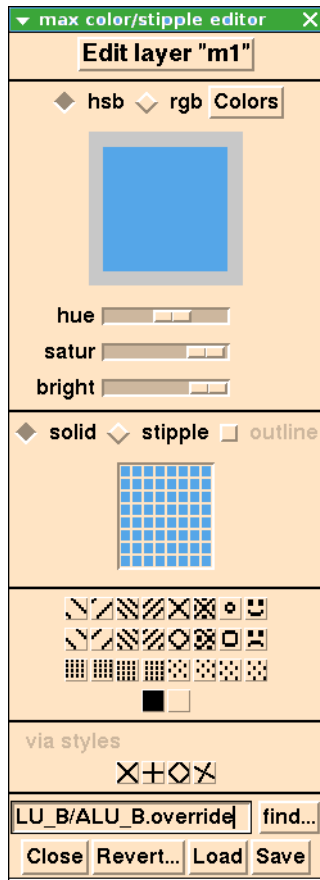 max color/stipple editor
Edit layer "m1"
hsb rgb Colors
hue
satur
bright
solid stipple outline
via styles
LU_B/ALU_B.override find...
Close Revert... Load Save